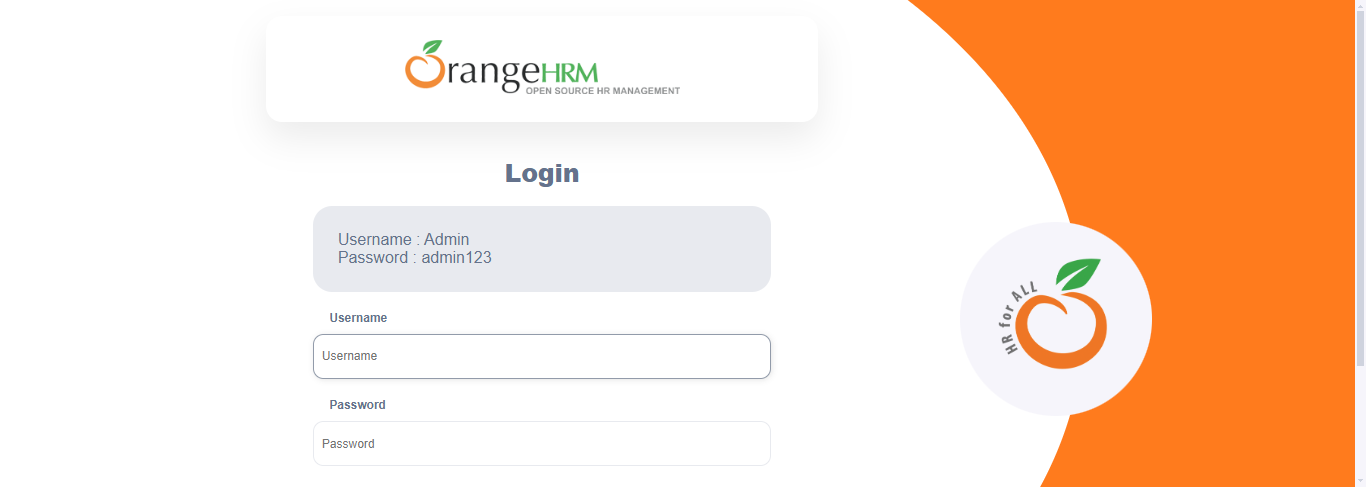 OrangeHRM
OPEN SOURCE HR MANAGEMENT
Login
Username : Admin
Password : admin123
Username
Username
Password
Password
HR for ALL